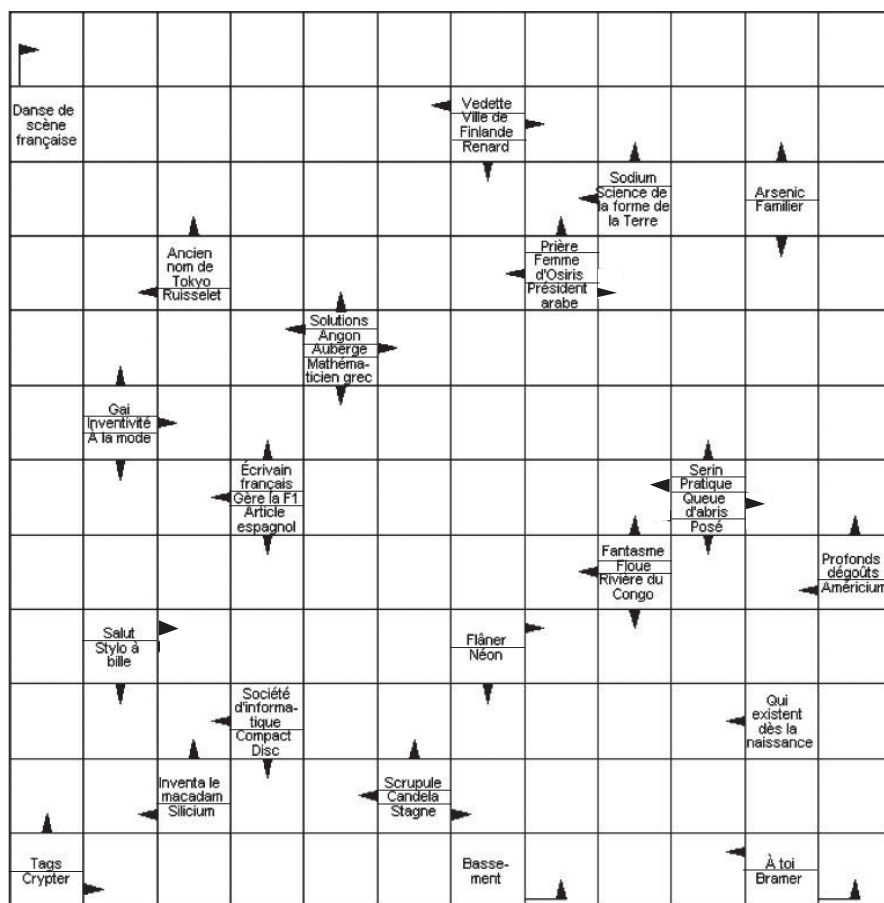 Danse de
scène
française
Vedette
Ville de
Finlande
Renard
Sodium
Science de
la forme de
la Terre
Arsenic
Familier
Ancien
nom de
Tokyo
Ruisselet
Prière
Femme
d'Osiris
Président
arabe
Solutions
Angon
Auberge
Mathéma-
ticien grec
Gai
Inventivité
À la mode
Écrivain
français
Gère la F1
Article
espagnol
Serin
Pratique
Queue
d'abris
Posé
Fantasme
Floue
Rivière du
Congo
Profonds
dégoûts
Américium
Salut
Stylo à
bille
Flâner
Néon
Société
d'informa-
tique
Compact
Disc
Qui
existent
dès la
naissance
Inventa le
macadam
Silicium
Scrupule
Candela
Stagne
Tags
Crypter
Basse-
ment
À toi
Bramer